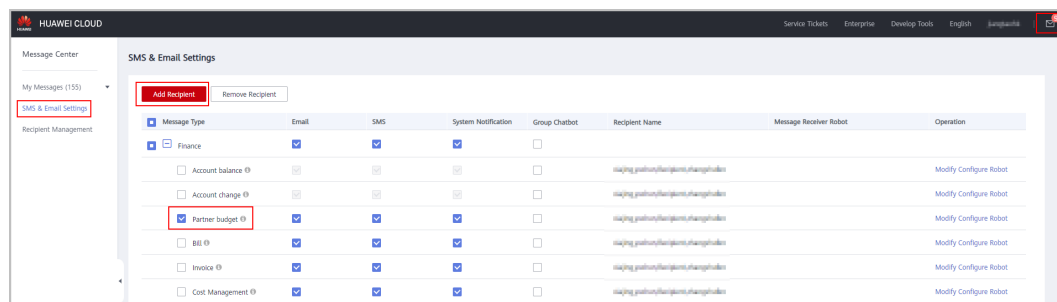 HUAWEI
HUAWEI CLOUD
Service Tickets
Enterprise
Develop Tools
English
Message Center
My Messages (155)
SMS & Email Settings
Recipient Management
SMS & Email Settings
Add Recipient
Remove Recipient
Message Type Email SMS System Notification Group Chatbot Recipient Name Message Receiver Robot Operation
Finance
Account balance Modify Configure Robot
Account change Modify Configure Robot
Partner budget Modify Configure Robot
Bill Modify Configure Robot
Invoice Modify Configure Robot
Cost Management Modify Configure Robot